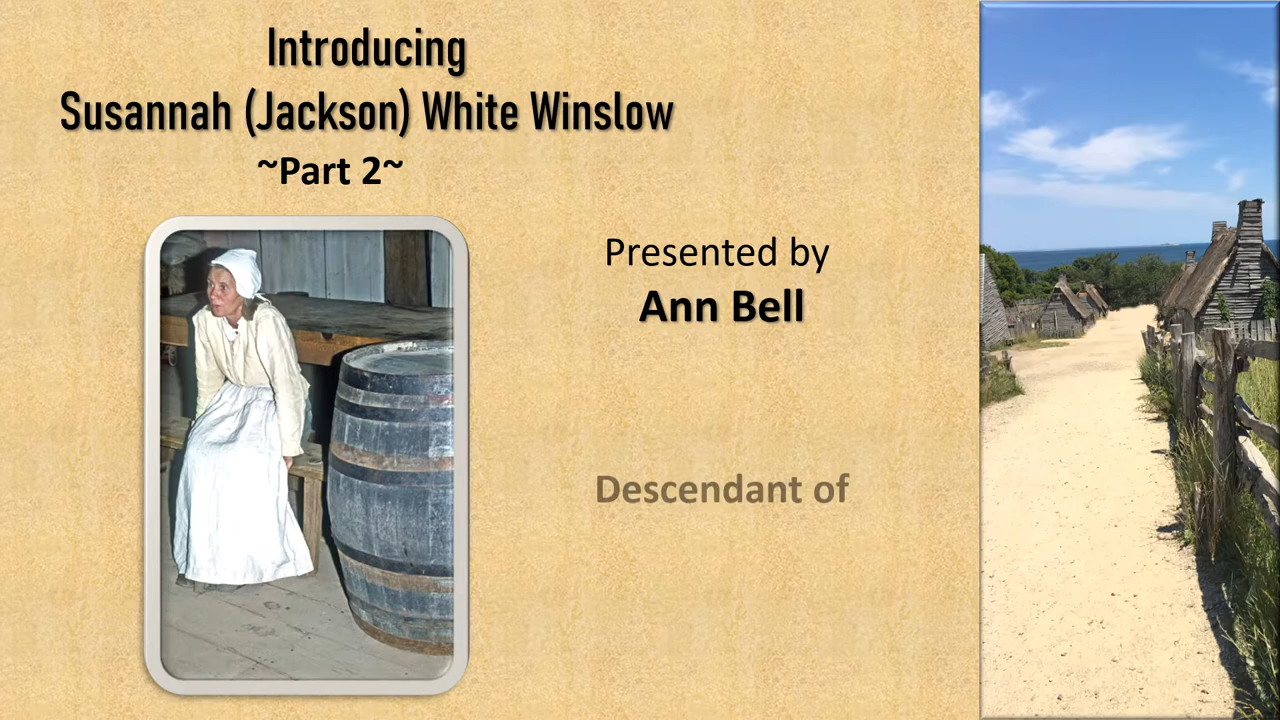 Introducing
Susannah (Jackson) White Winslow
~Part 2~
Presented by
Ann Bell
Descendant of